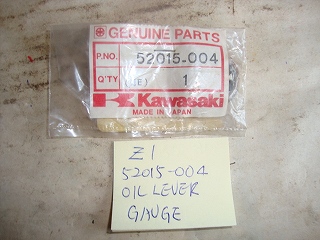 GENUINE PARTS
P.NO. 52015-004
Q'TY (E) 1
Kawasaki
MADE IN JAPAN
Z1
52015-004
OIL LEVER
GAUGE